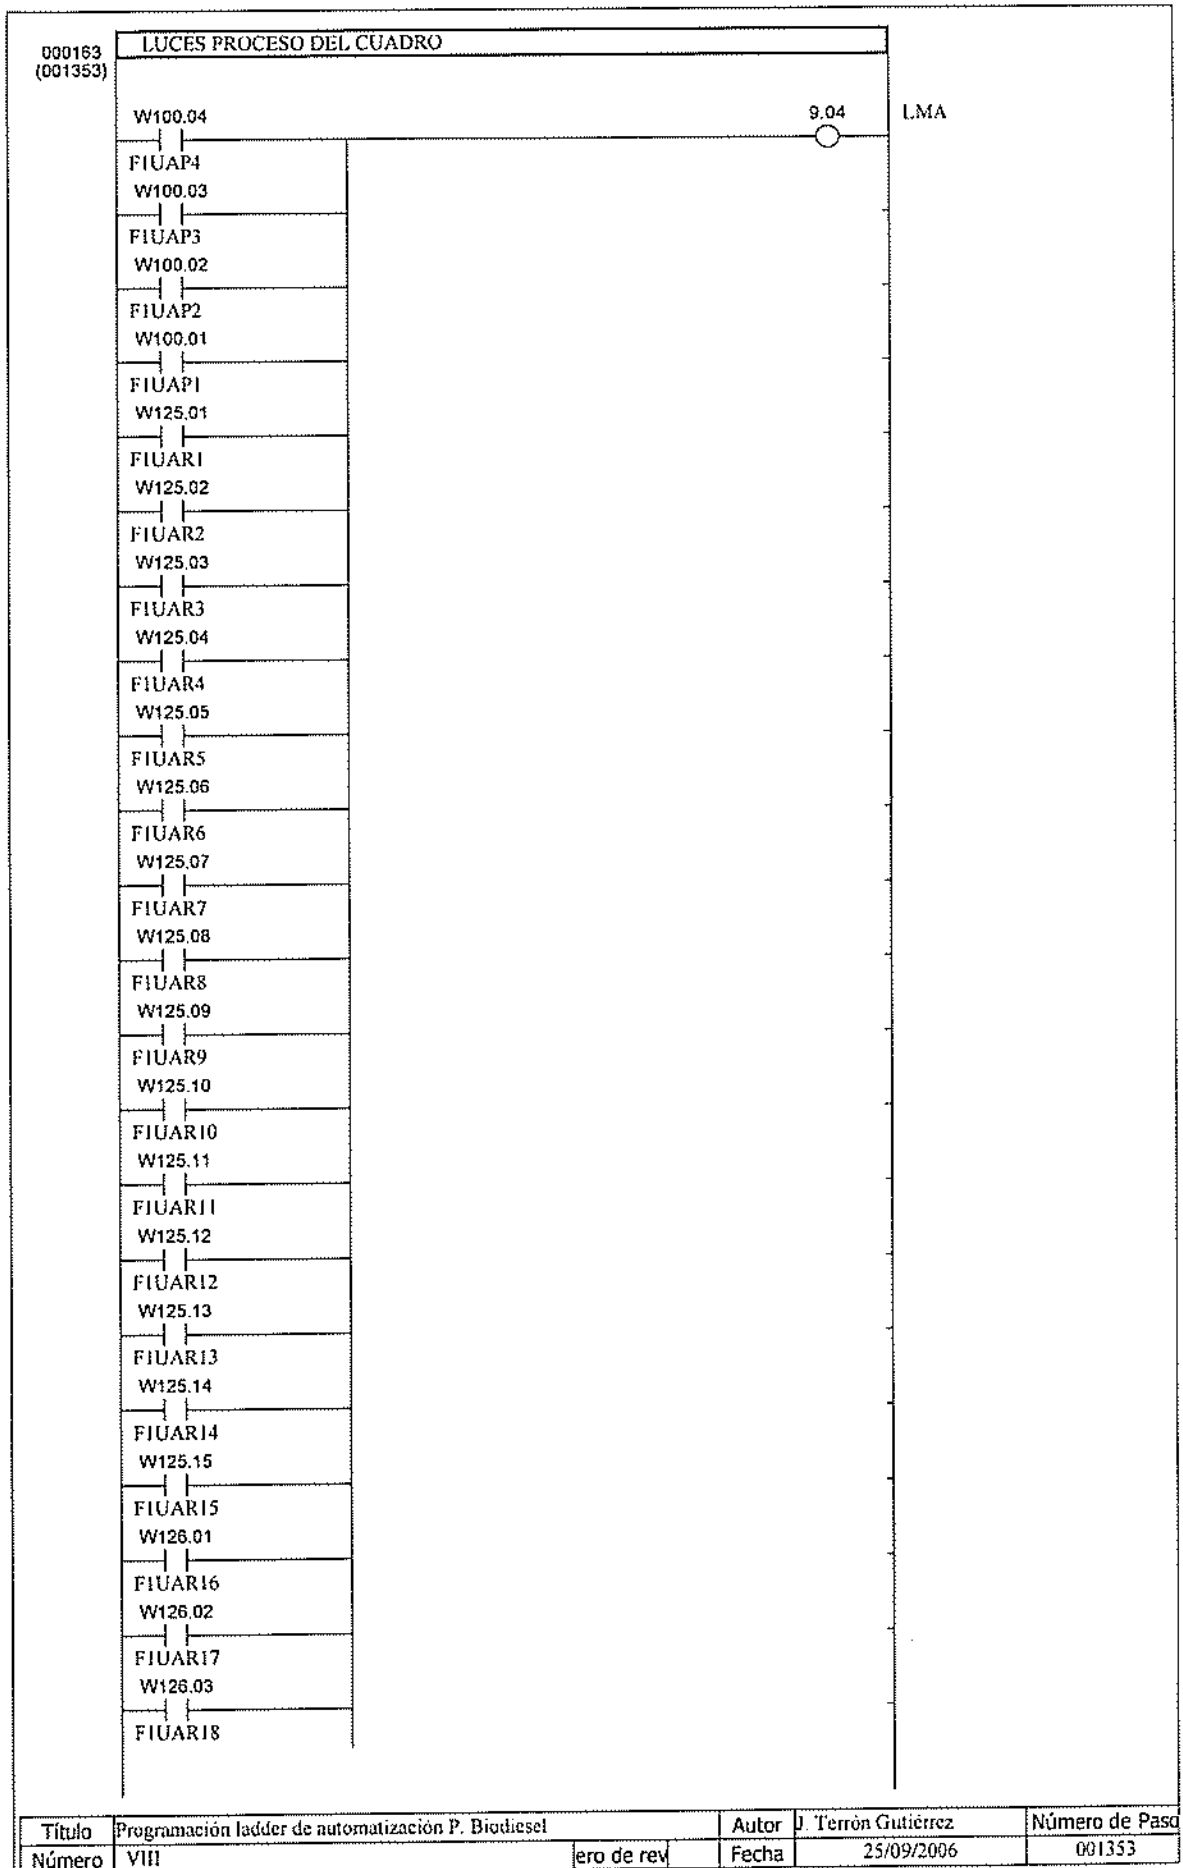 000163
(001353)
LUCES PROCESO DEL CUADRO
W100.04
9.04
LMA
F1UAP4
W100.03
F1UAP3
W100.02
F1UAP2
W100.01
F1UAP1
W125.01
F1UAR1
W125.02
F1UAR2
W125.03
F1UAR3
W125.04
F1UAR4
W125.05
F1UAR5
W125.06
F1UAR6
W125.07
F1UAR7
W125.08
F1UAR8
W125.09
F1UAR9
W125.10
F1UAR10
W125.11
F1UAR11
W125.12
F1UAR12
W125.13
F1UAR13
W125.14
F1UAR14
W125.15
F1UAR15
W126.01
F1UAR16
W126.02
F1UAR17
W126.03
F1UAR18
Título Programación ladder de automatización P. Biodiesel Autor J. Terrón Gutiérrez Número de Paso
Número VIII ero de rev Fecha 25/09/2006 001353